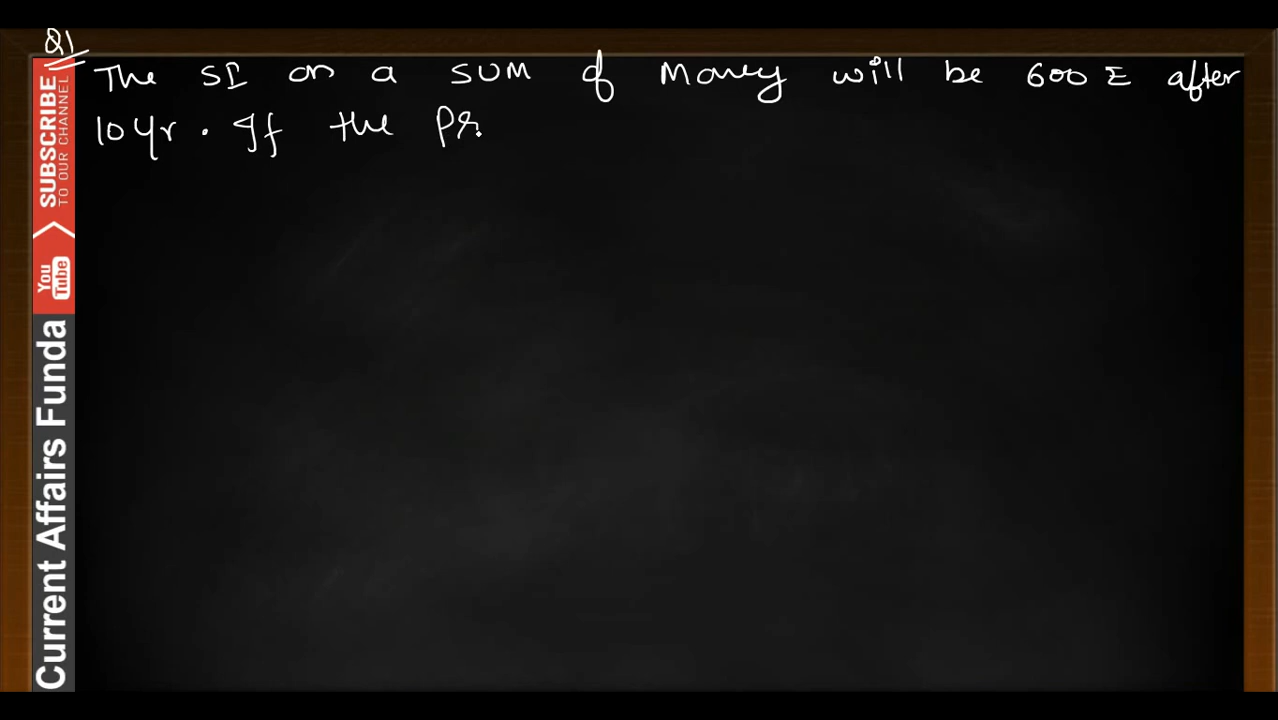 Q1
The SI on a SUM of Money will be 600 Σ after
10 Yr . If the Pr
SUBSCRIBE
TO OUR CHANNEL
You Tube
Current Affairs Funda